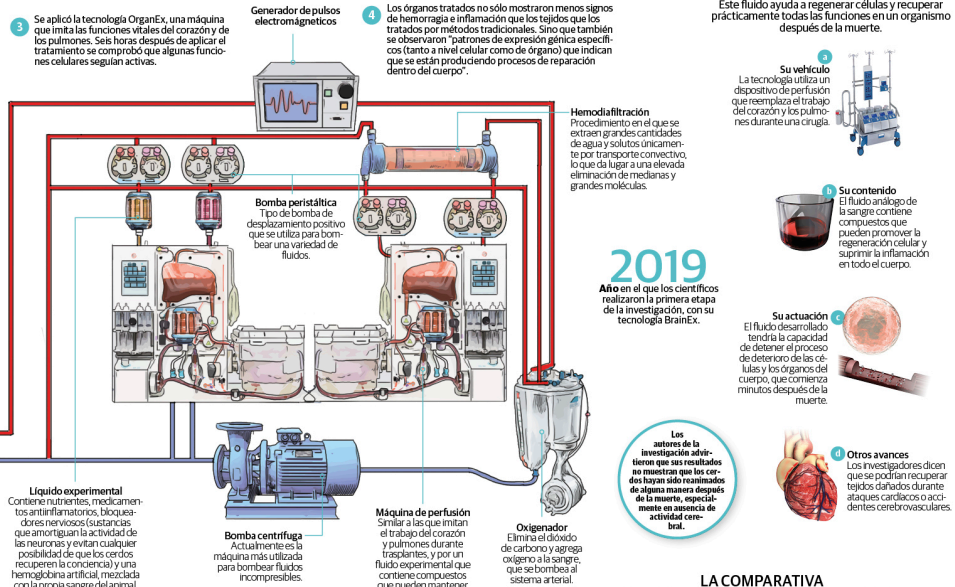 3
Se aplicó la tecnología OrganEx, una máquina
que imita las funciones vitales del corazón y de
los pulmones. Seis horas después de aplicar el
tratamiento se comprobó que algunas funcio-
nes celulares seguían activas.
Generador de pulsos
electromágneticos
4
Los órganos tratados no sólo mostraron menos signos
de hemorragia e inflamación que los tejidos que los
tratados por métodos tradicionales. Sino que también
se observaron "patrones de expresión génica específi-
cos (tanto a nivel celular como de órgano) que indican
que se están produciendo procesos de reparación
dentro del cuerpo".
Este fluido ayuda a regenerar células y recuperar
prácticamente todas las funciones en un organismo
después de la muerte.
a
Su vehículo
La tecnología utiliza un
dispositivo de perfusión
que reemplaza el trabajo
del corazón y los pulmo-
nes durante una cirugía.
Hemodiafiltración
Procedimiento en el que se
extraen grandes cantidades
de agua y solutos únicamen-
te por transporte convectivo,
lo que da lugar a una elevada
eliminación de medianas y
grandes moléculas.
Bomba peristáltica
Tipo de bomba de
desplazamiento positivo
que se utiliza para bom-
bear una variedad de
fluidos.
b
Su contenido
El fluido análogo de
la sangre contiene
compuestos que
pueden promover la
regeneración celular y
suprimir la inflamación
en todo el cuerpo.
2019
Año en el que los científicos
realizaron la primera etapa
de la investigación, con su
tecnología BrainEx.
c
Su actuación
El fluido desarrollado
tendría la capacidad
de detener el proceso
de deterioro de las cé-
lulas y los órganos del
cuerpo, que comienza
minutos después de la
muerte.
Los
autores de la
investigación advir-
tieron que sus resultados
no muestran que los cer-
dos hayan sido reanimados
de alguna manera después
de la muerte, especial-
mente en ausencia de
actividad cere-
bral.
d
Otros avances
Los investigadores dicen
que se podrían recuperar
tejidos dañados durante
ataques cardíacos o acci-
dentes cerebrovasculares.
Líquido experimental
Contiene nutrientes, medicamen-
tos antiinflamatorios, bloquea-
dores nerviosos (sustancias
que amortiguan la actividad de
las neuronas y evitan cualquier
posibilidad de que los cerdos
recuperen la conciencia) y una
hemoglobina artificial, mezclada
con la propia sangre del animal
Bomba centrífuga
Actualmente es la
máquina más utilizada
para bombear fluidos
incompresibles.
Máquina de perfusión
Similar a las que imitan
el trabajo del corazón
y pulmones durante
trasplantes, y por un
fluido experimental que
contiene compuestos
que pueden mantener
Oxigenador
Elimina el dióxido
de carbono y agrega
oxígeno a la sangre,
que se bombea al
sistema arterial.
LA COMPARATIVA